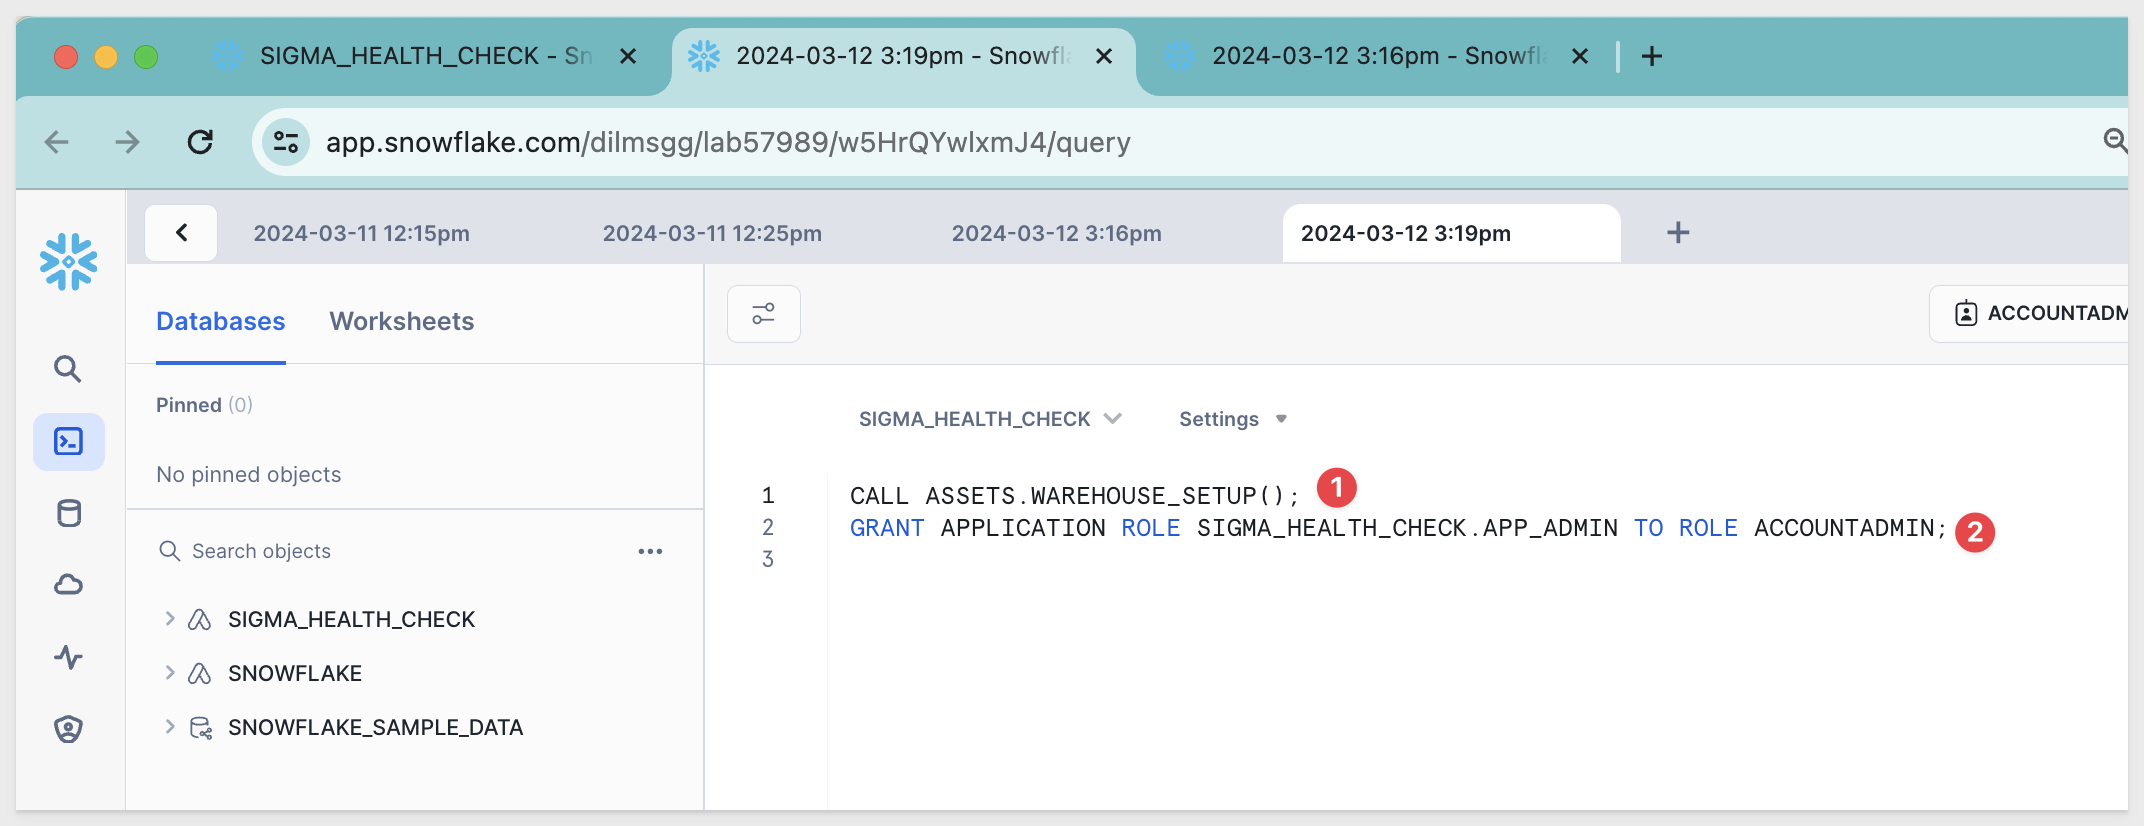 SIGMA_HEALTH_CHECK - Sn
2024-03-12 3:19pm - Snowfl
2024-03-12 3:16pm - Snowfl
app.snowflake.com/dilmsgg/lab57989/w5HrQYwlxmJ4/query
2024-03-11 12:15pm
2024-03-11 12:25pm
2024-03-12 3:16pm
2024-03-12 3:19pm
Databases
Worksheets
ACCOUNTADM
Pinned (0)
No pinned objects
SIGMA_HEALTH_CHECK
Settings
1 CALL ASSETS.WAREHOUSE_SETUP(); 1
2 GRANT APPLICATION ROLE SIGMA_HEALTH_CHECK.APP_ADMIN TO ROLE ACCOUNTADMIN; 2
3
Search objects
SIGMA_HEALTH_CHECK
SNOWFLAKE
SNOWFLAKE_SAMPLE_DATA